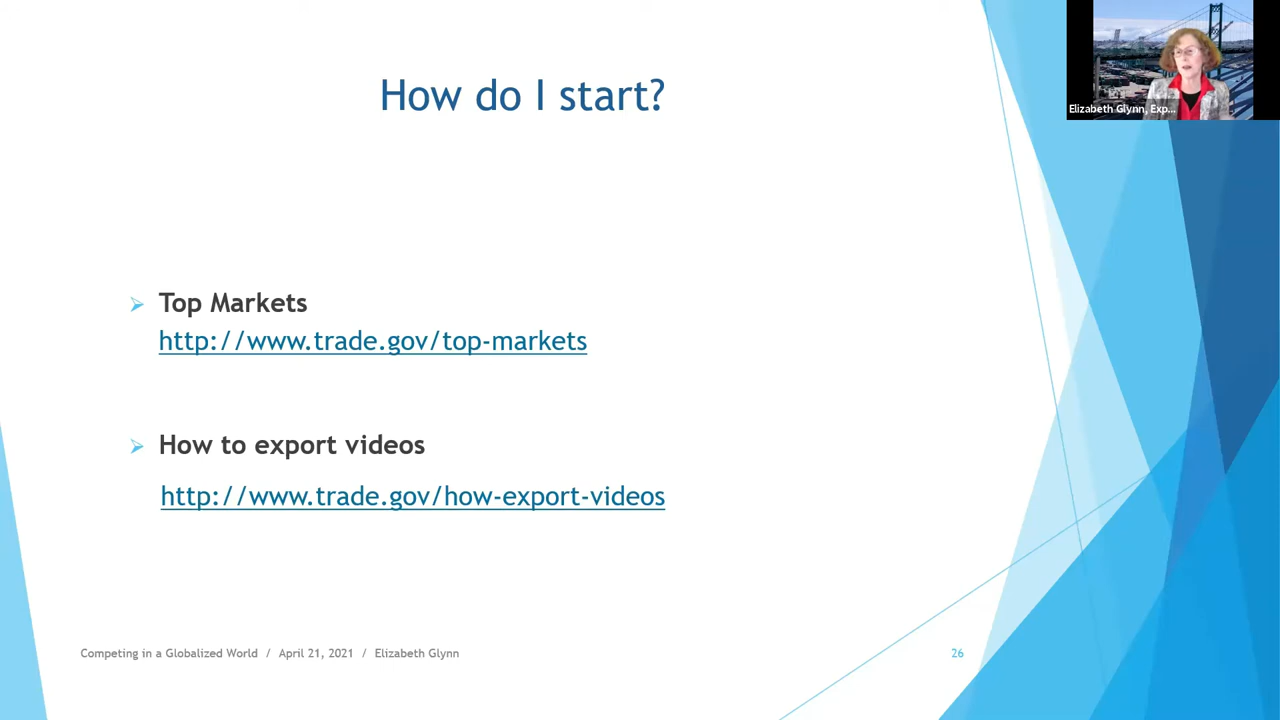 How do I start?
Elizabeth Glynn, Exp...
Top Markets
http://www.trade.gov/top-markets
How to export videos
http://www.trade.gov/how-export-videos
Competing in a Globalized World / April 21, 2021 / Elizabeth Glynn
26